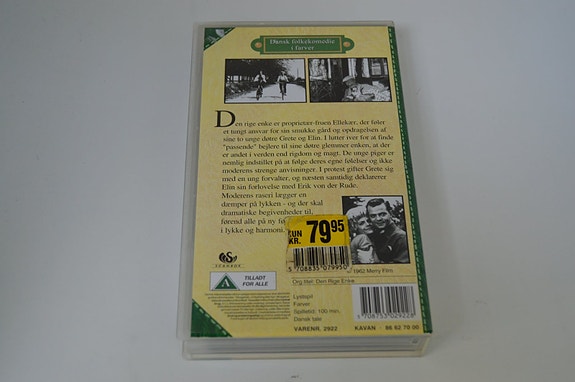 Dansk folkekomedie
i farver
Den rige enke er proprietær-fruen Ellekær, der føler
et tungt ansvar for sin smukke gård og opdragelsen af
sine to unge døtre Grete og Elin. I lutter iver for at finde
"passende" bejlere til sine døtre glemmer enken, at der
er andet i verden end rigdom og magt. De unge piger er
nemlig indstillet på at følge deres egne følelser og ikke
moderens strenge anvisninger. I protest gifter Grete sig
med en ung forvalter, og næsten samtidig deklarerer
Elin sin forlovelse med Erik von der Rude.
Moderens raseri lægger en
dæmper på lykken - og der skal
dramatiske begivenheder til,
førend alle på ny
i lykke og harmoni.
KUN
KR. 79 95
5 708835 079950
1962 Merry Film
Org.titel: Den Rige Enke
TILLADT
FOR ALLE
Lystspil
Farver
Spilletid: 100 min.
Dansk tale
5 708753 029228
VARENR. 2922 KAVAN - 86 62 70 00